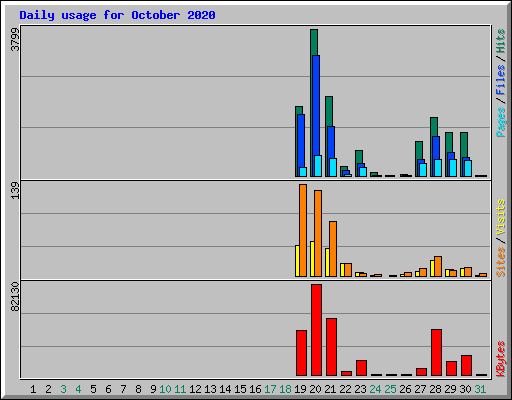 Daily usage for October 2020
3799
Pages / Files / Hits
139
Sites / Visits
82130
KBytes
1 2 3 4 5 6 7 8 9 10 11 12 13 14 15 16 17 18 19 20 21 22 23 24 25 26 27 28 29 30 31